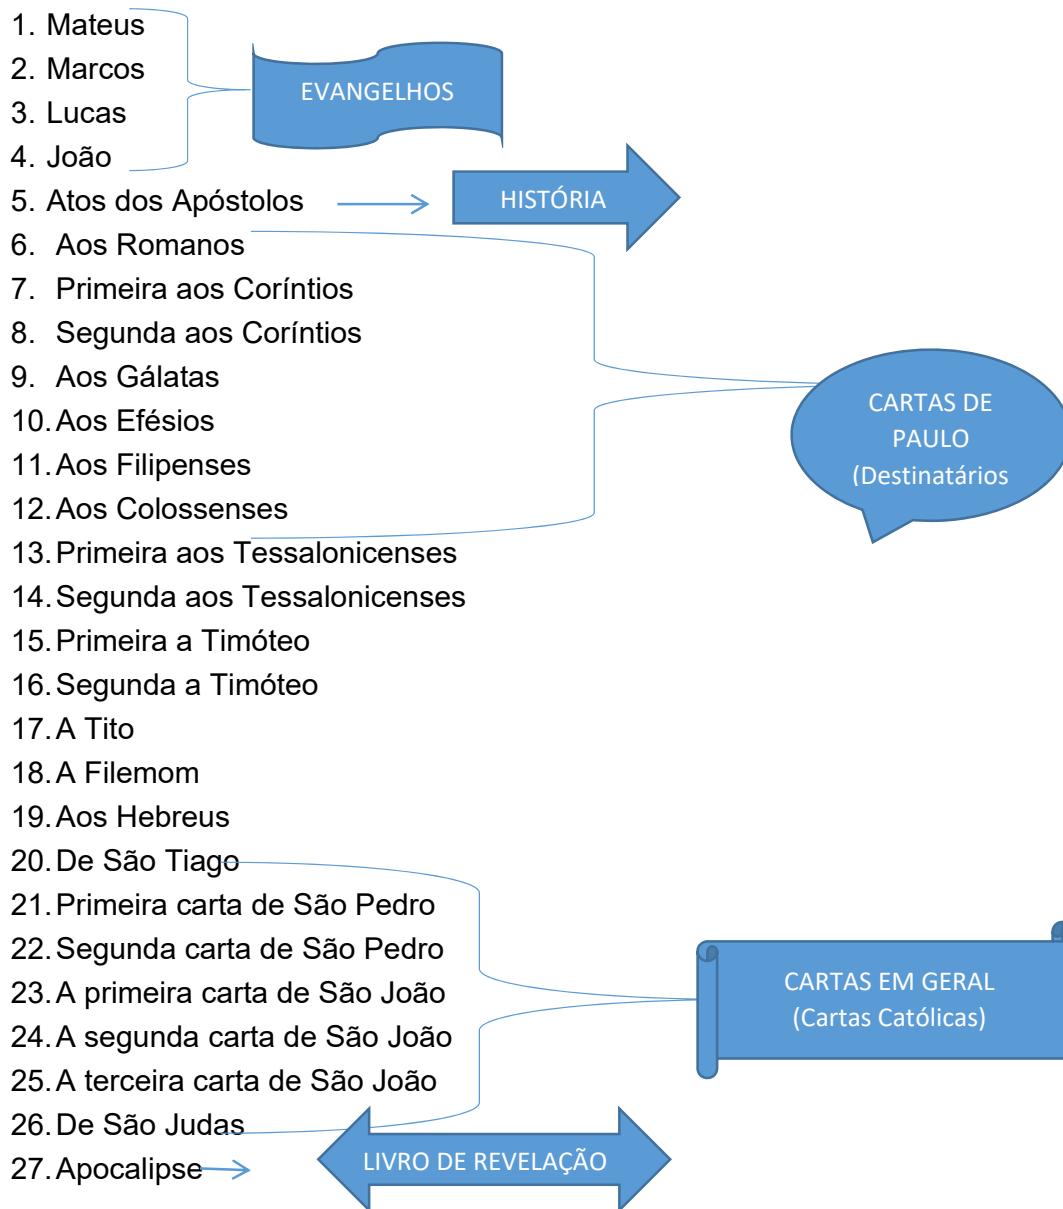 1. Mateus
2. Marcos
3. Lucas
4. João
EVANGELHOS
5. Atos dos Apóstolos
HISTÓRIA
6. Aos Romanos
7. Primeira aos Coríntios
8. Segunda aos Coríntios
9. Aos Gálatas
10. Aos Efésios
11. Aos Filipenses
12. Aos Colossenses
13. Primeira aos Tessalonicenses
CARTAS DE
PAULO
(Destinatários
14. Segunda aos Tessalonicenses
15. Primeira a Timóteo
16. Segunda a Timóteo
17. A Tito
18. A Filemom
19. Aos Hebreus
20. De São Tiago
21. Primeira carta de São Pedro
22. Segunda carta de São Pedro
23. A primeira carta de São João
24. A segunda carta de São João
25. A terceira carta de São João
26. De São Judas
CARTAS EM GERAL
(Cartas Católicas)
27. Apocalipse
LIVRO DE REVELAÇÃO